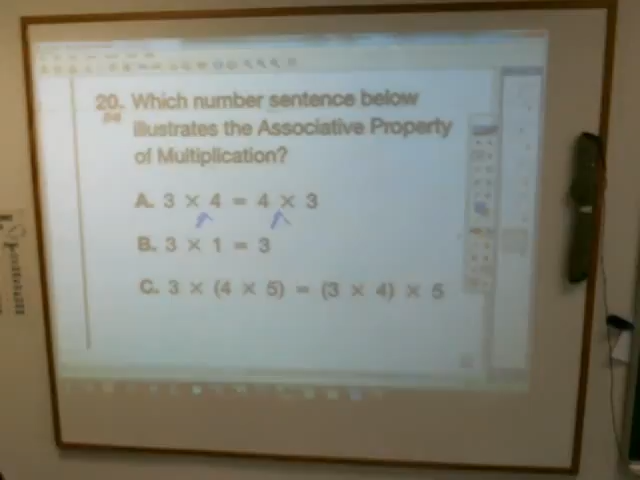 20. Which number sentence below
illustrates the Associative Property
of Multiplication?
A. 3 × 4 = 4 × 3
B. 3 × 1 = 3
C. 3 × (4 × 5) = (3 × 4) × 5